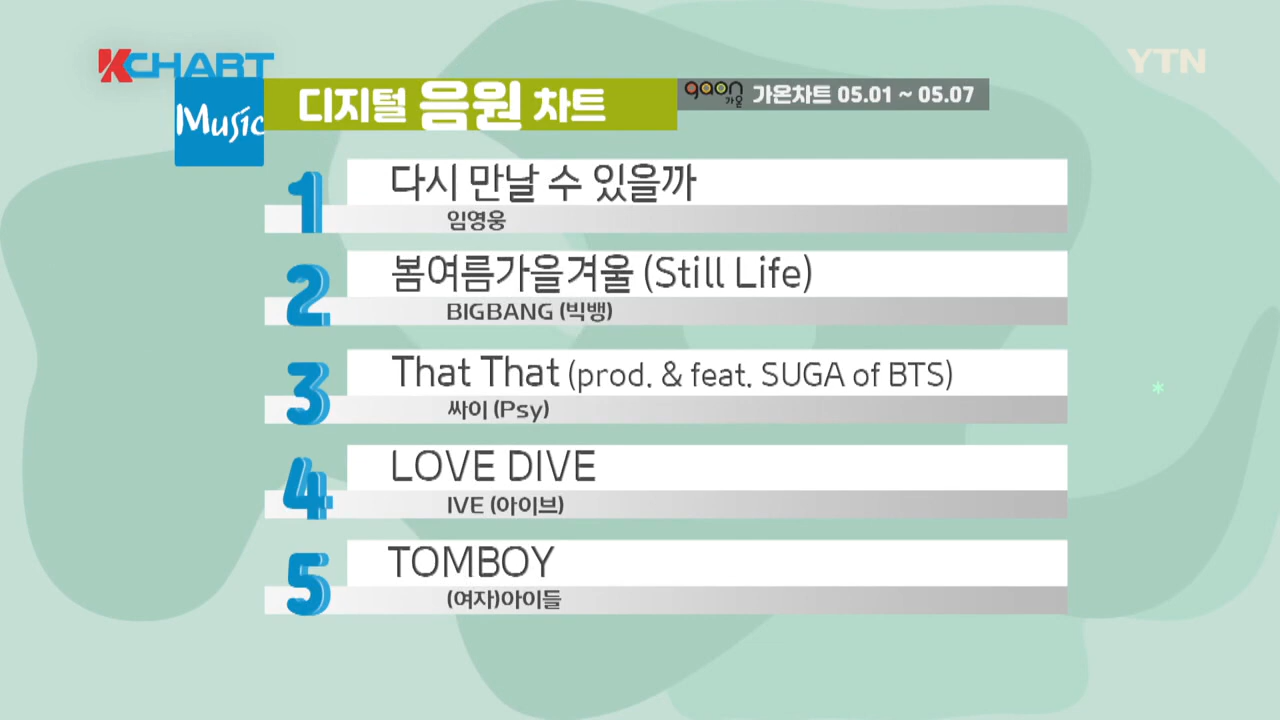 KCHART
YTN
Music
디지털 음원 차트
gaon
가온
가온차트 05.01 ~ 05.07
1
다시 만날 수 있을까
임영웅
2
봄여름가을겨울 (Still Life)
BIGBANG (빅뱅)
3
That That (prod. & feat. SUGA of BTS)
싸이 (Psy)
4
LOVE DIVE
IVE (아이브)
5
TOMBOY
(여자)아이들